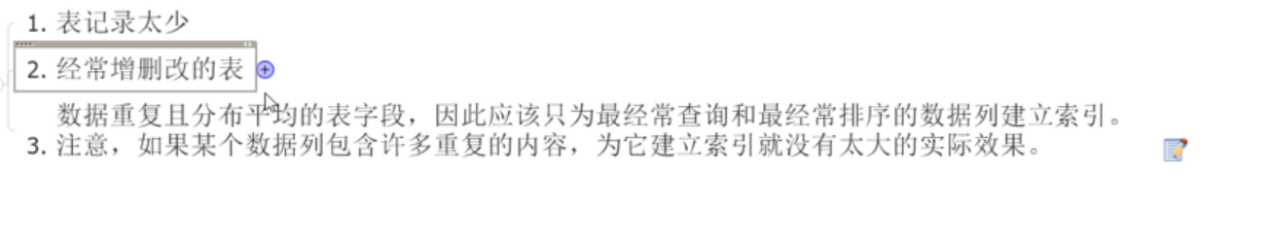 1. 表记录太少
2. 经常增删改的表
数据重复且分布平均的表字段，因此应该只为最经常查询和最经常排序的数据列建立索引。
3. 注意，如果某个数据列包含许多重复的内容，为它建立索引就没有太大的实际效果。